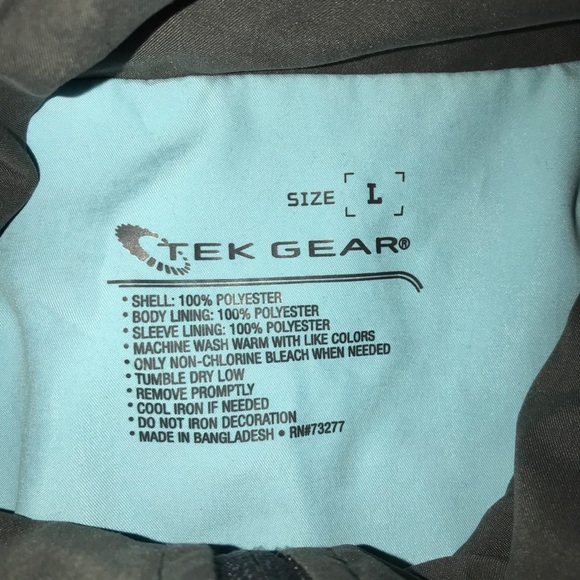 SIZE L
TEK GEAR®
• SHELL: 100% POLYESTER
• BODY LINING: 100% POLYESTER
• SLEEVE LINING: 100% POLYESTER
• MACHINE WASH WARM WITH LIKE COLORS
• ONLY NON-CHLORINE BLEACH WHEN NEEDED
• TUMBLE DRY LOW
• REMOVE PROMPTLY
• COOL IRON IF NEEDED
• DO NOT IRON DECORATION
• MADE IN BANGLADESH • RN#73277